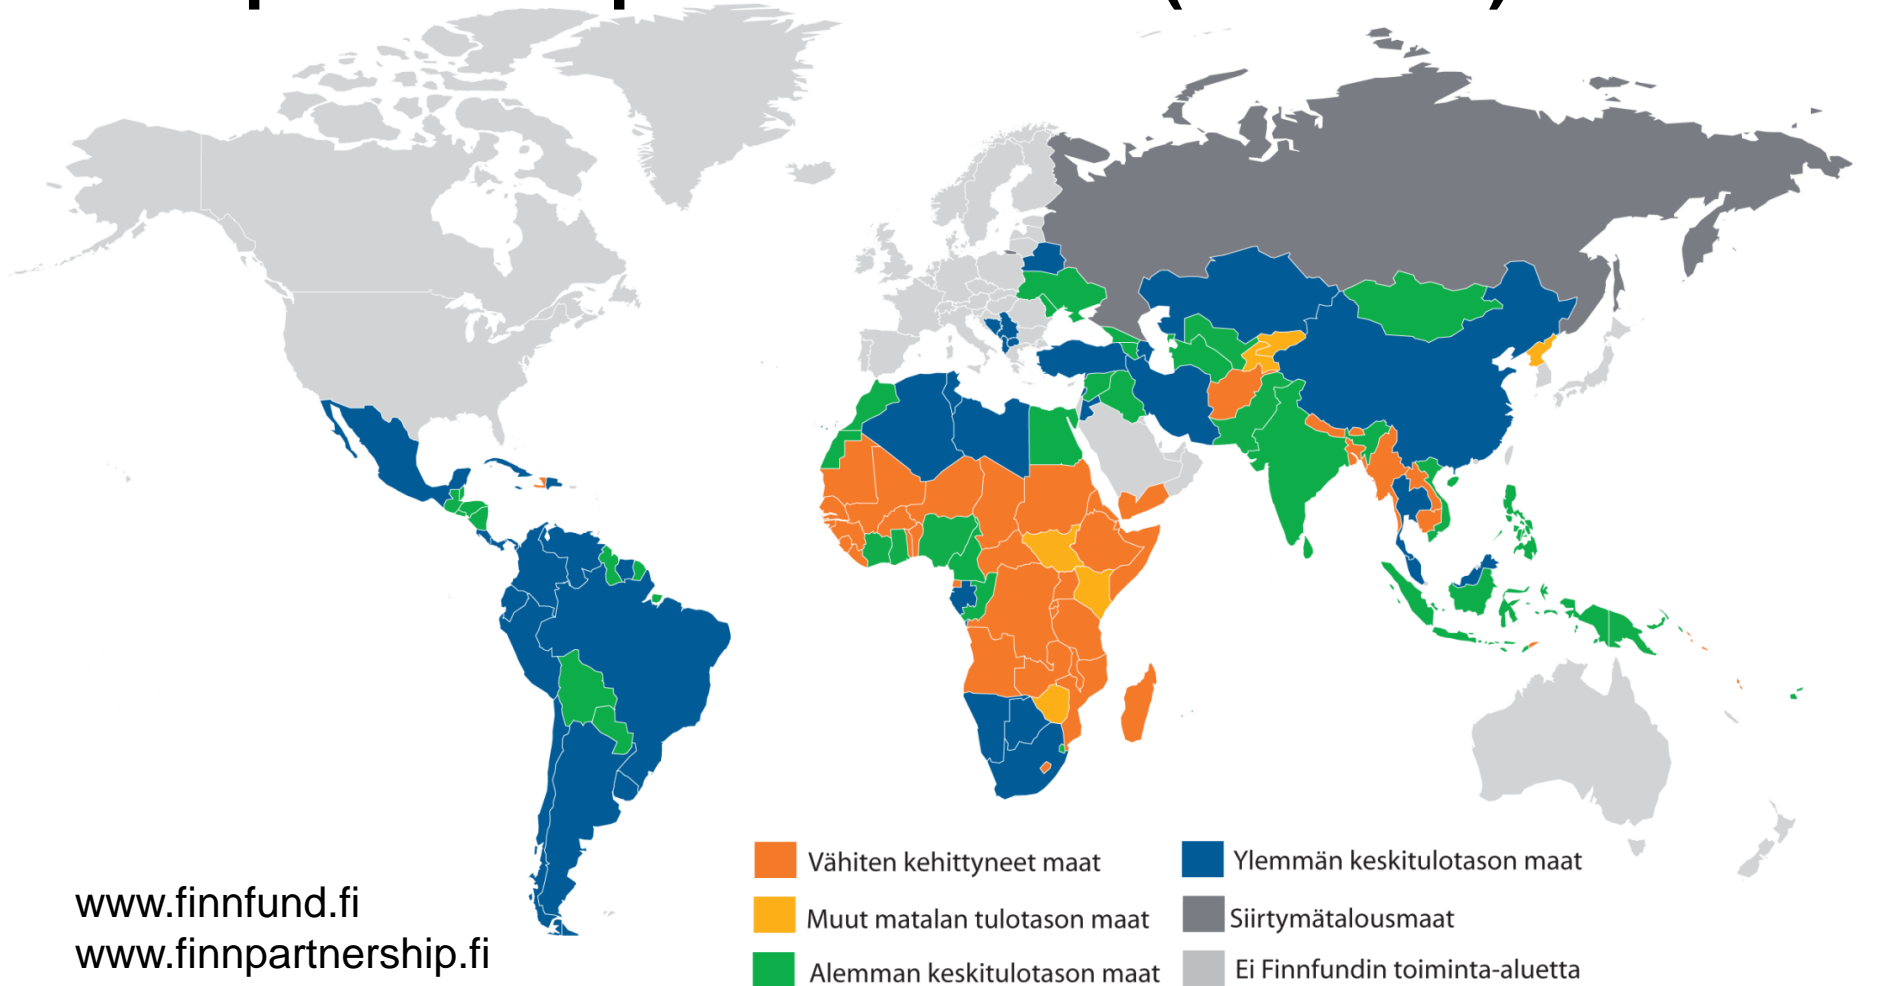 Vähiten kehittyneet maat
Muut matalan tulotason maat
Alemman keskitulotason maat
Ylemmän keskitulotason maat
Siirtymätalousmaat
Ei Finnfundin toiminta-aluetta
www.finnfund.fi
www.finnpartnership.fi